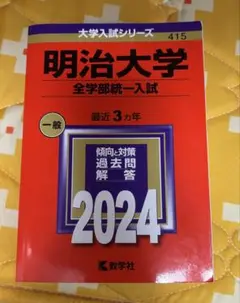 大学入試シリーズ
415
明治大学
全学部統一入試
最近3カ年
一般
傾向と対策
過去問
解答
2024
教学社